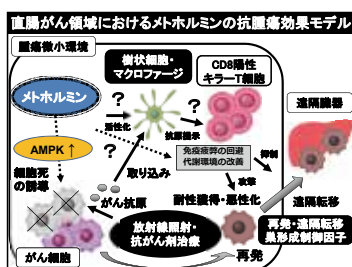 直腸がん領域におけるメトホルミンの抗腫瘍効果モデル
腫瘍微小環境
樹状細胞・
マクロファージ
CD8陽性
キラーT細胞
メトホルミン
?
活性化
?
抗原提示
遠隔臓器
AMPK ↑
?
免疫疲弊の回避
代謝環境の改善
抑制
細胞死
の誘導
取り込み
攻撃
がん抗原
耐性獲得・悪性化
放射線照射・
抗がん剤治療
遠隔転移
がん細胞
再発
再発・遠隔転移
巣形成制御因子